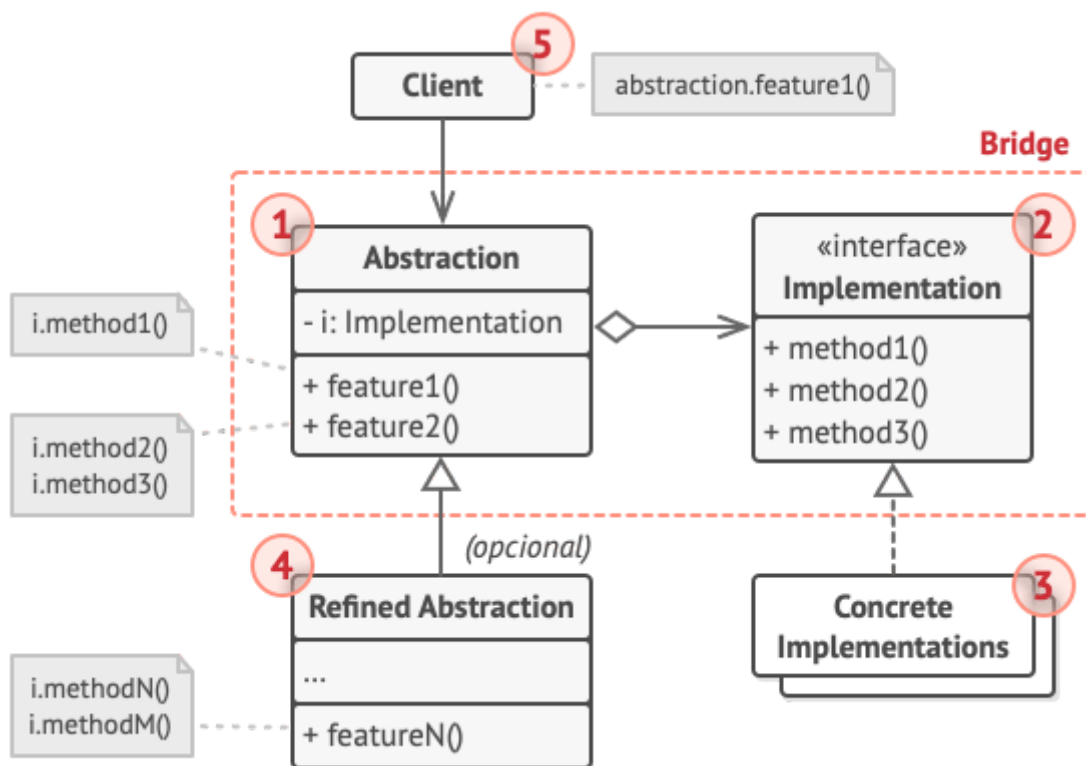 5
Client
abstraction.feature1()
Bridge
1
Abstraction
- i: Implementation
+ feature1()
+ feature2()
i.method1()
i.method2()
i.method3()
2
«interface»
Implementation
+ method1()
+ method2()
+ method3()
(opcional)
4
Refined Abstraction
...
+ featureN()
i.methodN()
i.methodM()
3
Concrete
Implementations